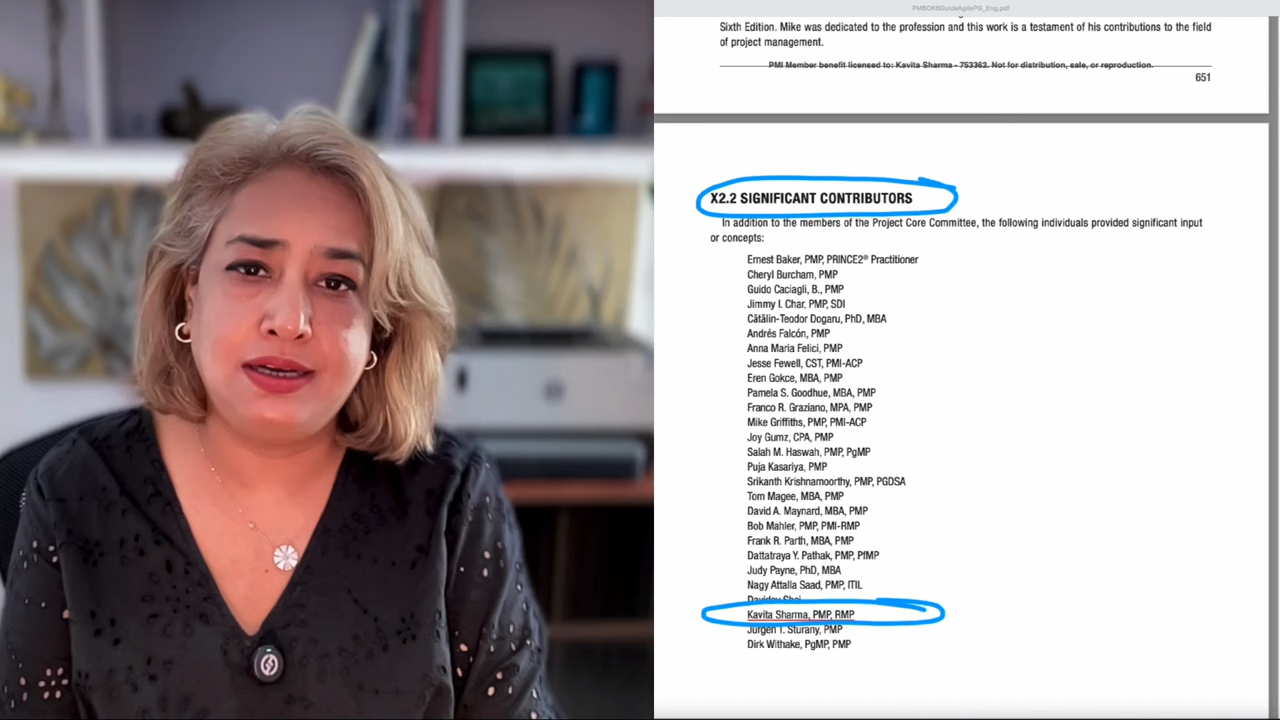 PMBOK6GuideAgilePG_Eng.pdf
Sixth Edition. Mike was dedicated to the profession and this work is a testament of his contributions to the field
of project management.
PMI Member benefit licensed to: Kavita Sharma - 753362. Not for distribution, sale, or reproduction.
651
X2.2 SIGNIFICANT CONTRIBUTORS
In addition to the members of the Project Core Committee, the following individuals provided significant input
or concepts:
Ernest Baker, PMP, PRINCE2® Practitioner
Cheryl Burcham, PMP
Guido Caciagli, B., PMP
Jimmy I. Char, PMP, SDI
Cătălin-Teodor Dogaru, PhD, MBA
Andrés Falcón, PMP
Anna Maria Felici, PMP
Jesse Fewell, CST, PMI-ACP
Eren Gokce, MBA, PMP
Pamela S. Goodhue, MBA, PMP
Franco R. Graziano, MPA, PMP
Mike Griffiths, PMP, PMI-ACP
Joy Gumz, CPA, PMP
Salah M. Haswah, PMP, PgMP
Puja Kasariya, PMP
Srikanth Krishnamoorthy, PMP, PGDSA
Tom Magee, MBA, PMP
David A. Maynard, MBA, PMP
Bob Mahler, PMP, PMI-RMP
Frank R. Parth, MBA, PMP
Dattatraya Y. Pathak, PMP, PfMP
Judy Payne, PhD, MBA
Nagy Attalla Saad, PMP, ITIL
Davidov Shai
Kavita Sharma, PMP, RMP
Jurgen T. Sturany, PMP
Dirk Withake, PgMP, PMP